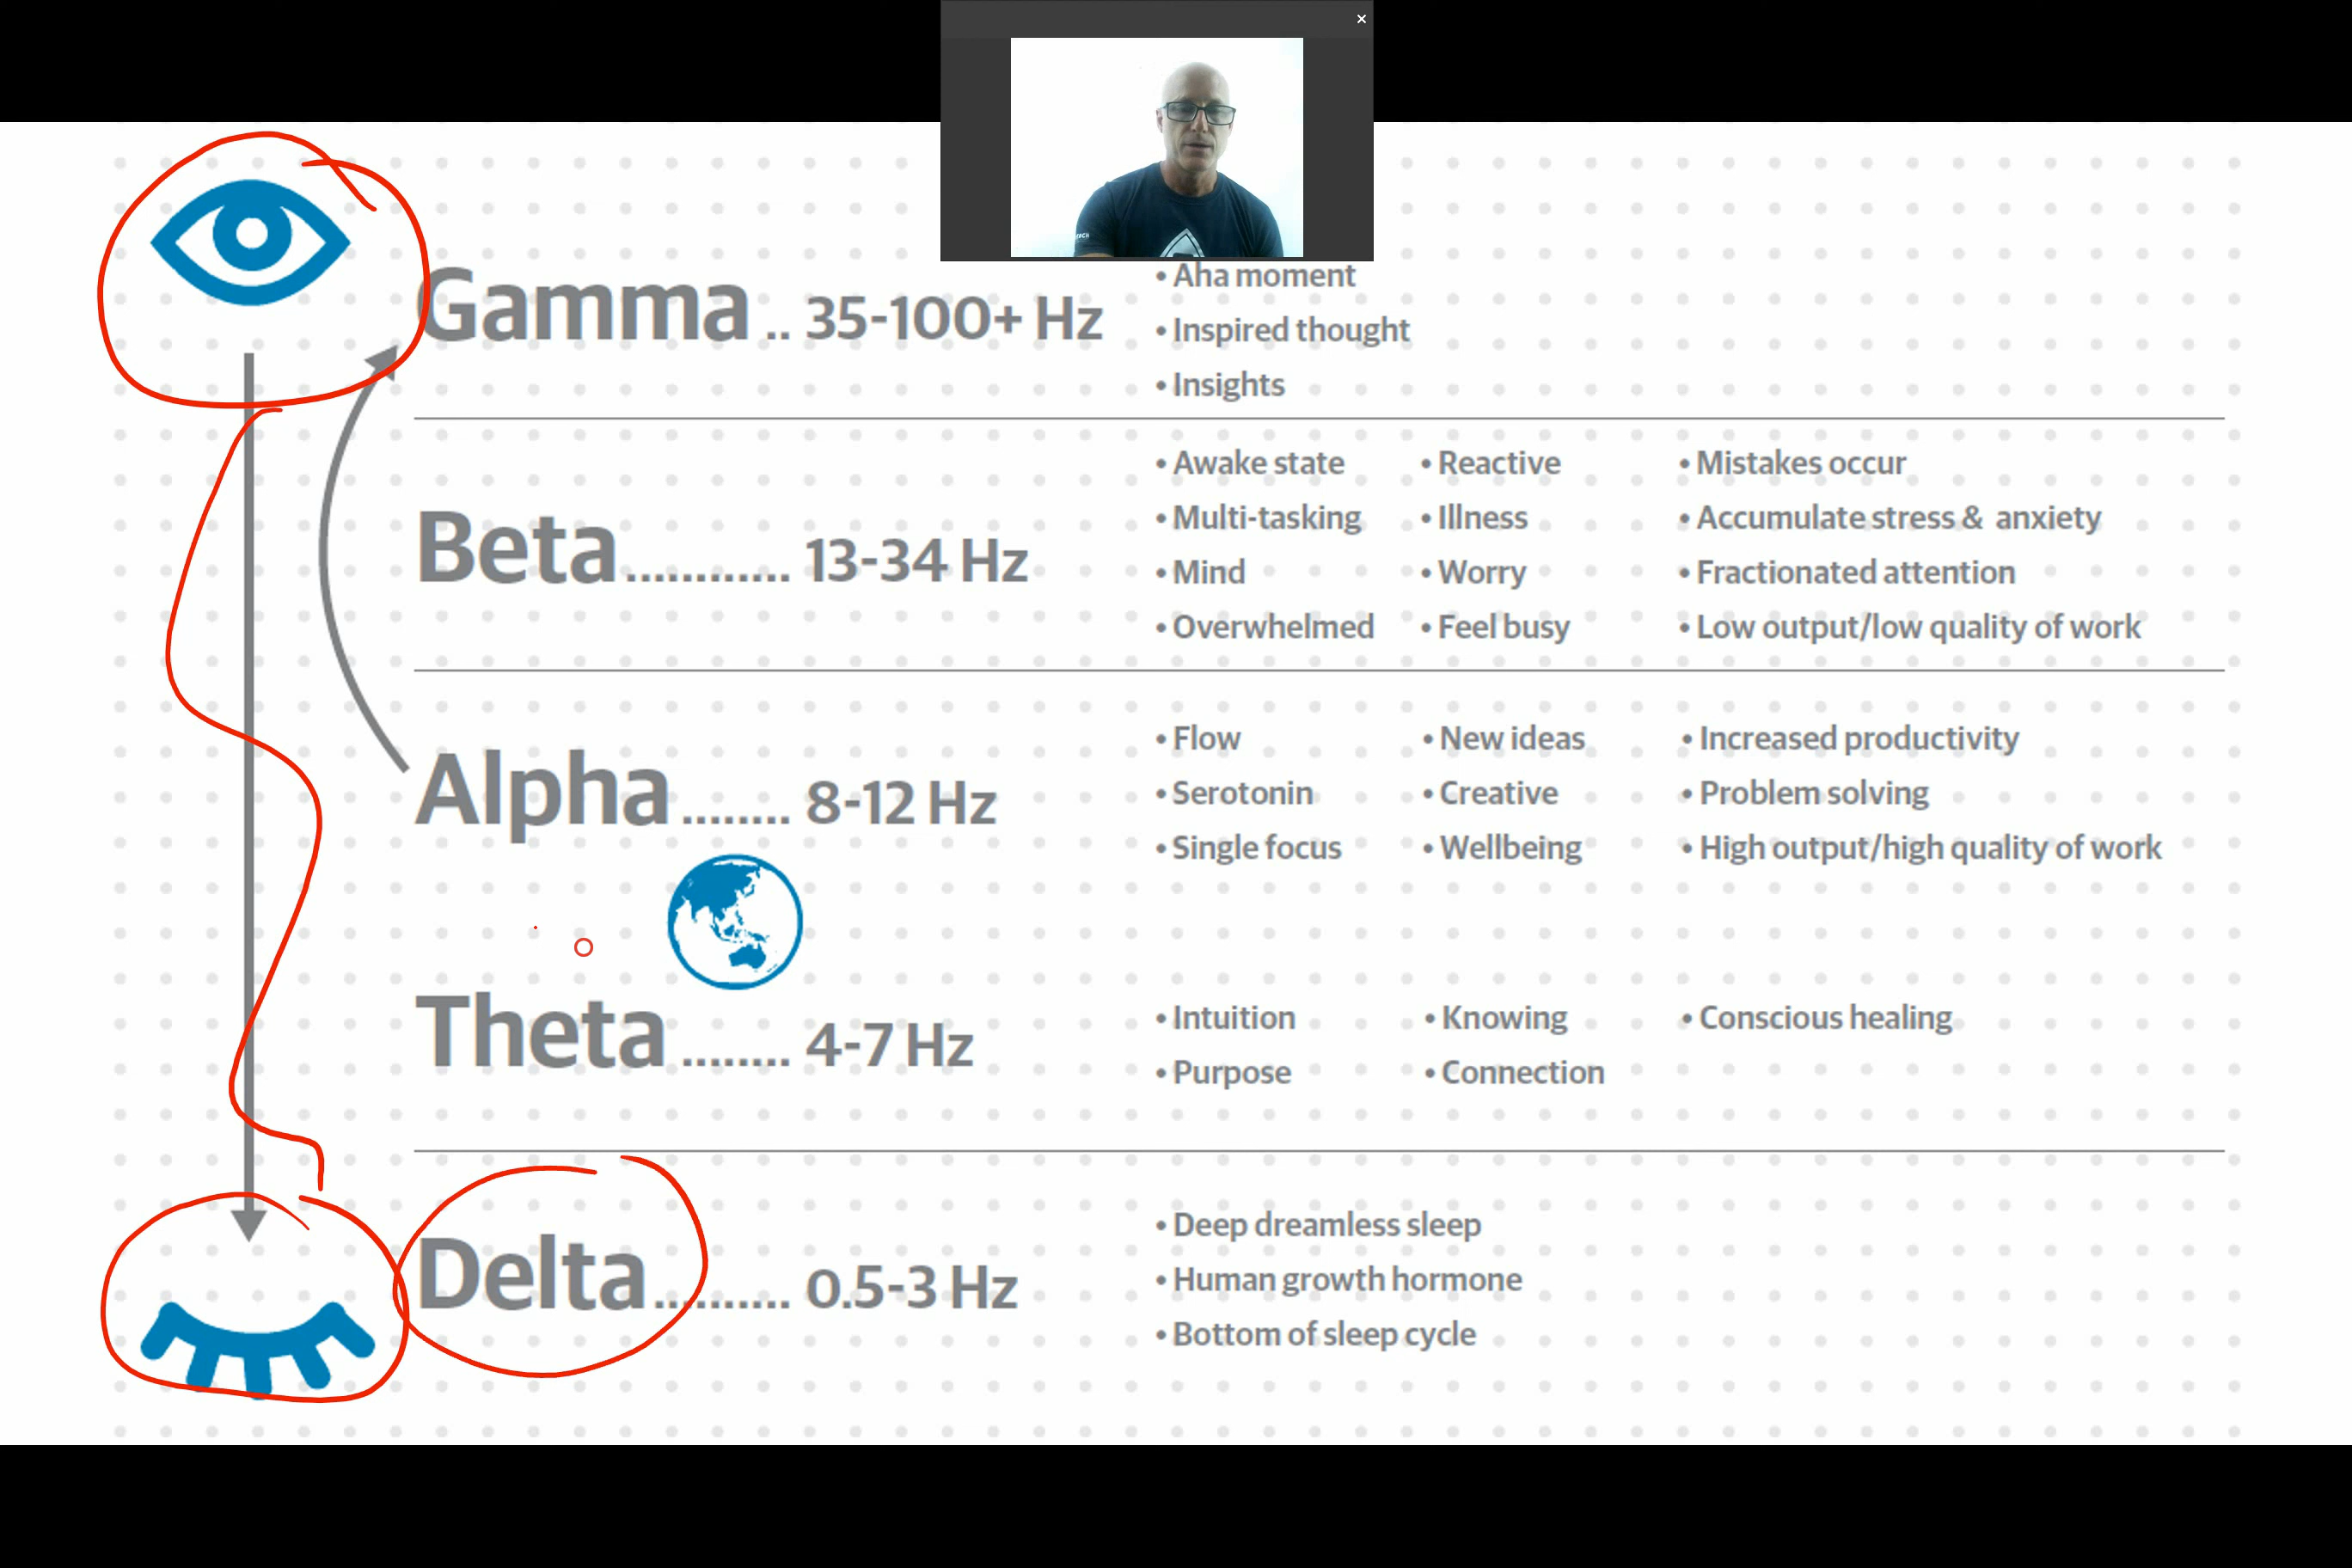 Gamma .. 35-100+ Hz
• Aha moment
• Inspired thought
• Insights
Beta ............ 13-34 Hz
• Awake state
• Multi-tasking
• Mind
• Overwhelmed
• Reactive
• Illness
• Worry
• Feel busy
• Mistakes occur
• Accumulate stress & anxiety
• Fractionated attention
• Low output/low quality of work
Alpha ........ 8-12 Hz
• Flow
• Serotonin
• Single focus
• New ideas
• Creative
• Wellbeing
• Increased productivity
• Problem solving
• High output/high quality of work
Theta ........ 4-7 Hz
• Intuition
• Purpose
• Knowing
• Connection
• Conscious healing
Delta .......... 0.5-3 Hz
• Deep dreamless sleep
• Human growth hormone
• Bottom of sleep cycle